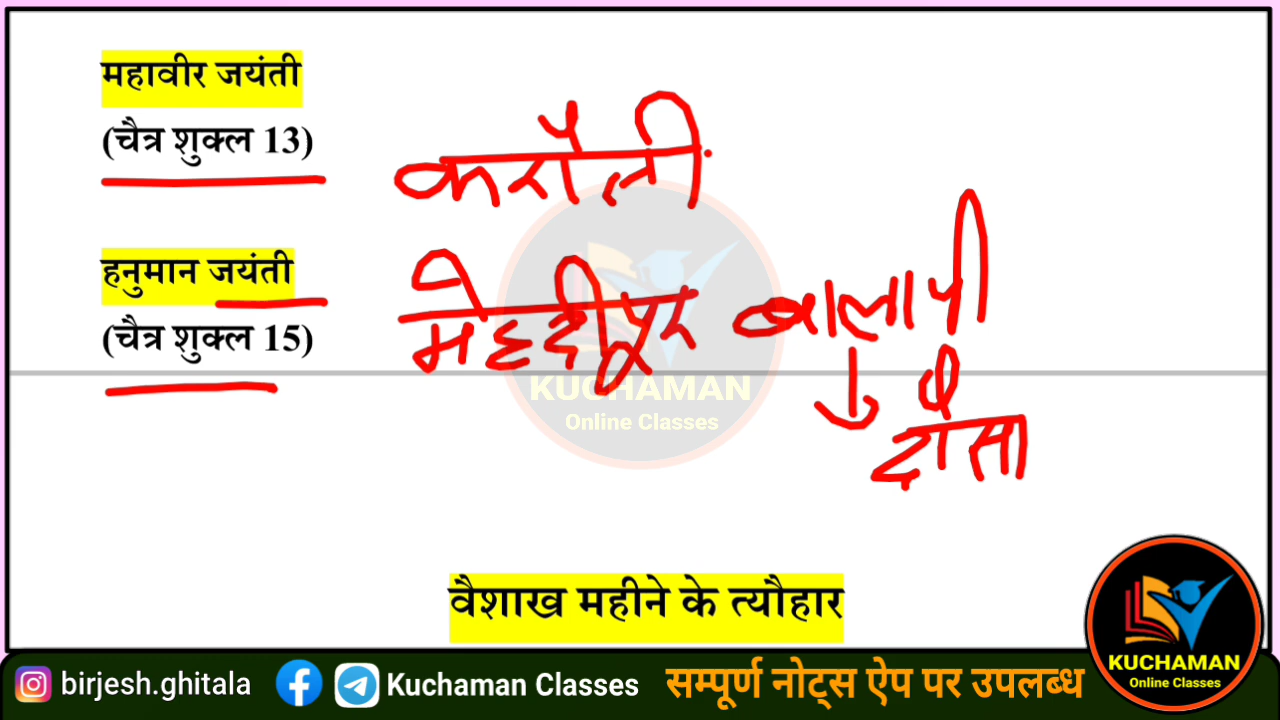 महावीर जयंती
(चैत्र शुक्ल 13)
करौली
हनुमान जयंती
(चैत्र शुक्ल 15)
मेहदीपुर बालाजी
दौसा
KUCHAMAN
Online Classes
वैशाख महीने के त्यौहार
birjesh.ghitala
Kuchaman Classes
सम्पूर्ण नोट्स ऐप पर उपलब्ध
KUCHAMAN
Online Classes